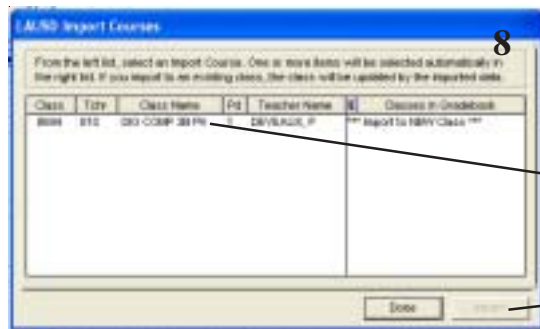 LAUSD Import Courses
8
From the left list, select an Import Course. One or more items will be selected automatically in
the right list. If you import to an existing class, the class will be updated by the imported data.
Class Tchr Class Name Pd Teacher Name Classes in Gradebook
1 DEVEAUX, P *** Import to NEW Class ***
Done